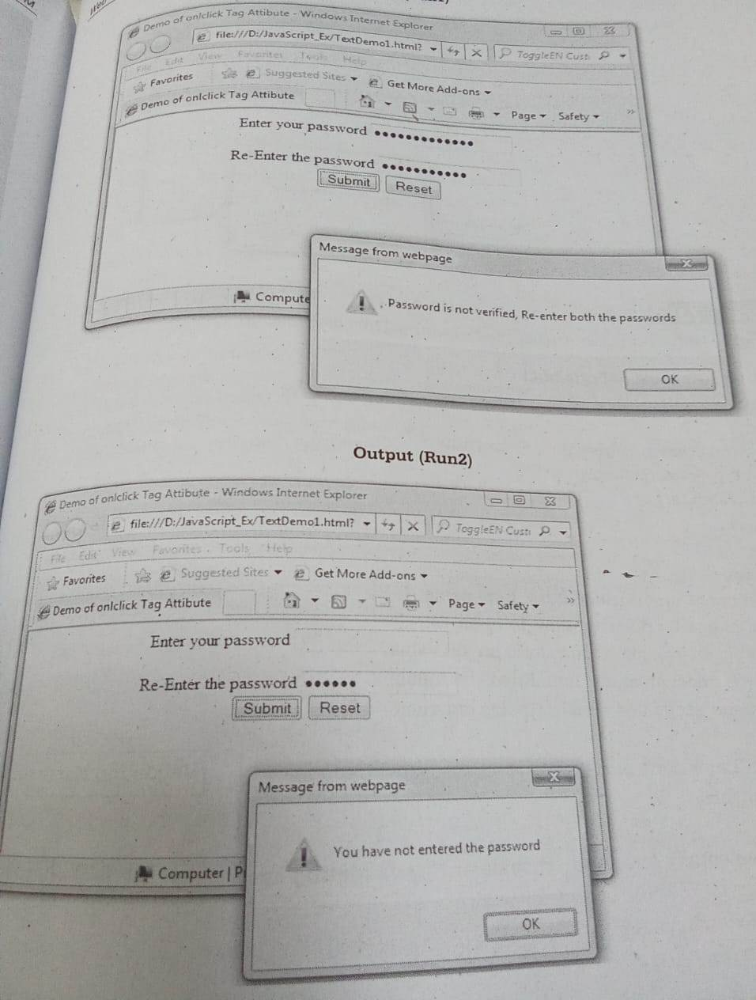 Demo of onlclick Tag Attibute - Windows Internet Explorer
file:///D:/JavaScript_Ex/TextDemo1.html?
ToggleEN Cust
File Edit View Favorites Tools Help
Favorites
Suggested Sites
Get More Add-ons
Demo of onlclick Tag Attibute
Page Safety »
Enter your password •••••••••••••
Re-Enter the password •••••••••••
Submit Reset
Message from webpage
X
Compute
! Password is not verified, Re-enter both the passwords
OK
Output (Run2)
Demo of onlclick Tag Attibute - Windows Internet Explorer
file:///D:/JavaScript_Ex/TextDemo1.html?
ToggleEN Cust
File Edit View Favorites Tools Help
Favorites
Suggested Sites
Get More Add-ons
Demo of onlclick Tag Attibute
Page Safety »
Enter your password
Re-Enter the password ••••••
Submit Reset
Message from webpage
X
! You have not entered the password
Computer | P
OK